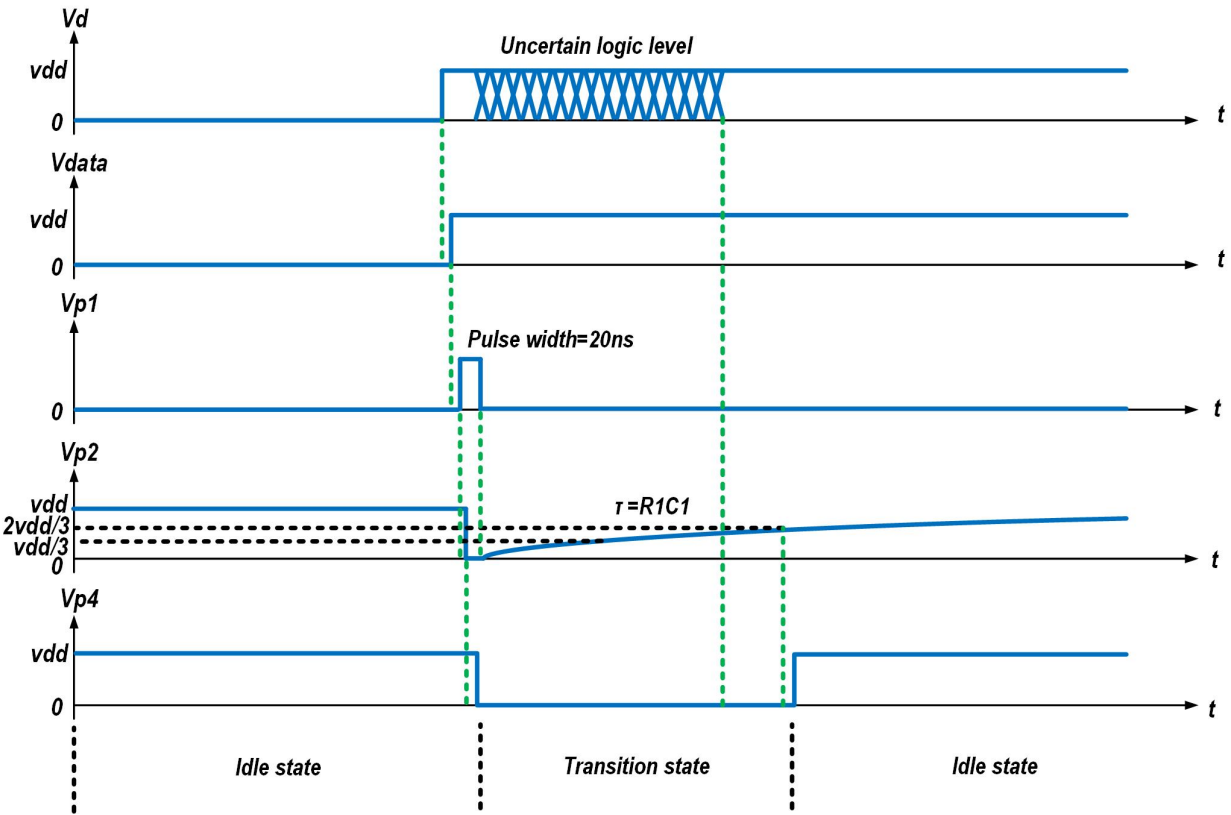 Vd
Uncertain logic level
vdd
0
t
Vdata
vdd
0
t
Vp1
Pulse width=20ns
0
t
Vp2
vdd
τ=R1C1
2vdd/3
vdd/3
0
t
Vp4
vdd
0
t
Idle state
Transition state
Idle state